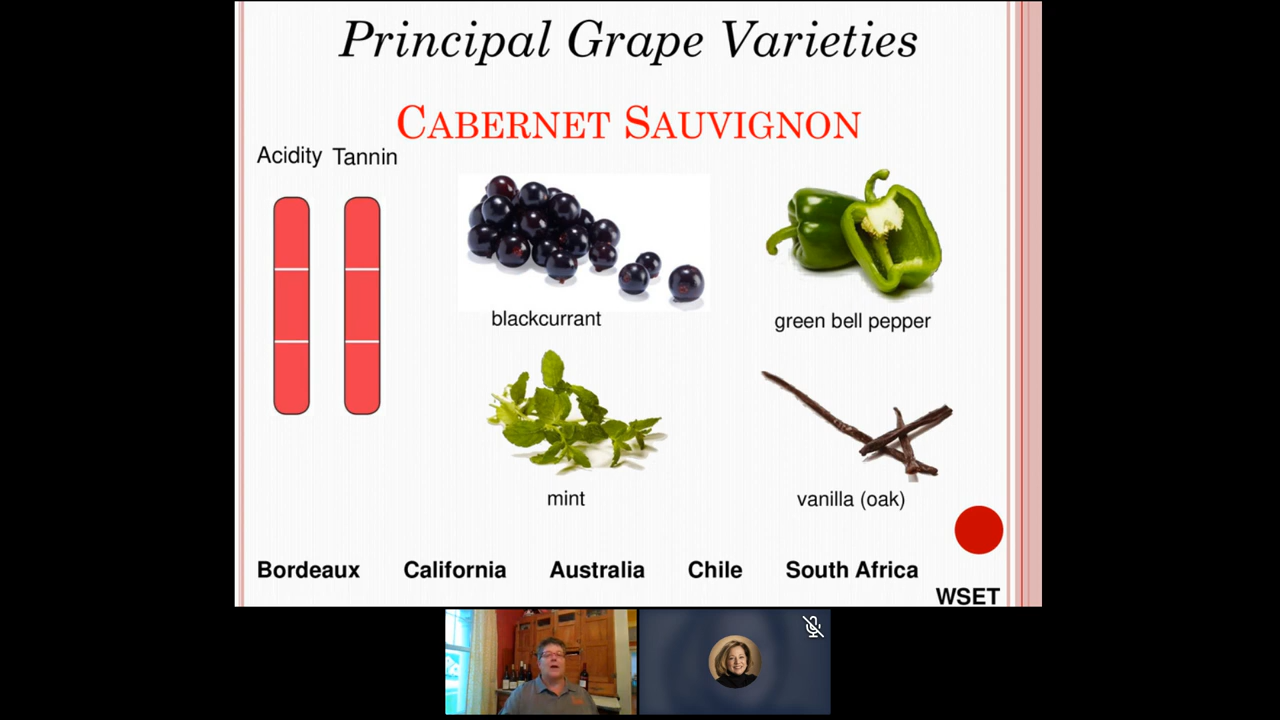 Principal Grape Varieties
CABERNET SAUVIGNON
Acidity Tannin
blackcurrant
green bell pepper
mint
vanilla (oak)
Bordeaux California Australia Chile South Africa
WSET